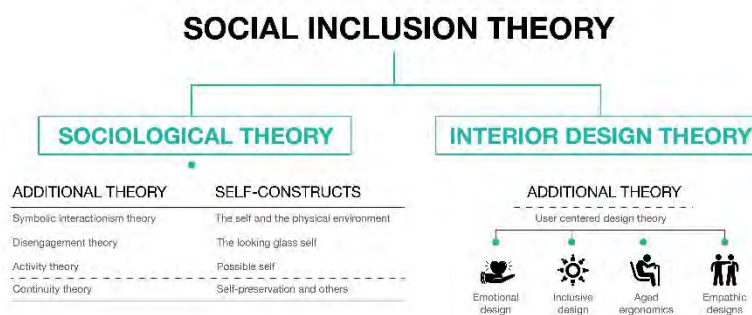 SOCIAL INCLUSION THEORY
SOCIOLOGICAL THEORY
ADDITIONAL THEORY SELF-CONSTRUCTS
Symbolic interactionism theory The self and the physical environment
Disengagement theory The looking glass self
Activity theory Possible self
Continuity theory Self-preservation and others
INTERIOR DESIGN THEORY
ADDITIONAL THEORY
User centered design theory
Emotional design
Inclusive design
Aged ergonomics
Empathic designs